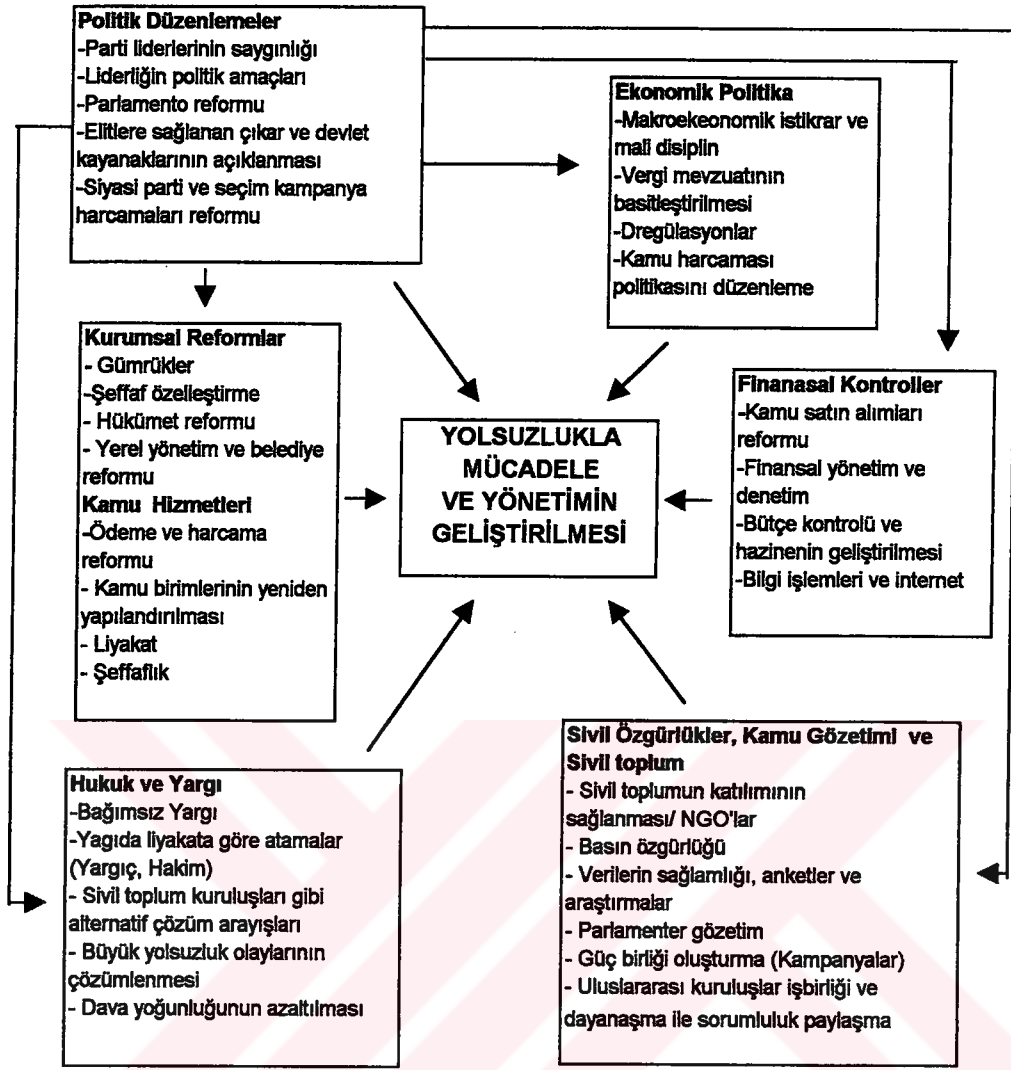 Politik Düzenlemeler
-Parti liderlerinin saygınlığı
-Liderliğin politik amaçları
-Parlamento reformu
-Elitlere sağlanan çıkar ve devlet
kayanaklarının açıklanması
-Siyasi parti ve seçim kampanya
harcamaları reformu
Ekonomik Politika
-Makroekeonomik istikrar ve
mali disiplin
-Vergi mevzuatının
basitleştirilmesi
-Dregülasyonlar
-Kamu harcaması
politikasını düzenleme
Kurumsal Reformlar
- Gümrükler
-Şeffaf özelleştirme
- Hükümet reformu
- Yerel yönetim ve belediye
reformu
Kamu Hizmetleri
-Ödeme ve harcama
reformu
- Kamu birimlerinin yeniden
yapılandırılması
- Liyakat
- Şeffaflık
YOLSUZLUKLA
MÜCADELE
VE YÖNETİMİN
GELİŞTİRİLMESİ
Finanasal Kontroller
-Kamu satın alımları
reformu
-Finansal yönetim ve
denetim
-Bütçe kontrolü ve
hazinenin geliştirilmesi
-Bilgi işlemleri ve internet
Hukuk ve Yargı
-Bağımsız Yargı
-Yagıda liyakata göre atamalar
(Yargıç, Hakim)
- Sivil toplum kuruluşları gibi
alternatif çözüm arayışları
- Büyük yolsuzluk olaylarının
çözümlenmesi
- Dava yoğunluğunun azaltılması
Sivil Özgürlükler, Kamu Gözetimi ve
Sivil toplum
- Sivil toplumun katılımının
sağlanması/ NGO'lar
- Basın özgürlüğü
- Verilerin sağlamlığı, anketler ve
araştırmalar
- Parlamenter gözetim
- Güç birliği oluşturma (Kampanyalar)
- Uluslararası kuruluşlar işbirliği ve
dayanaşma ile sorumluluk paylaşma